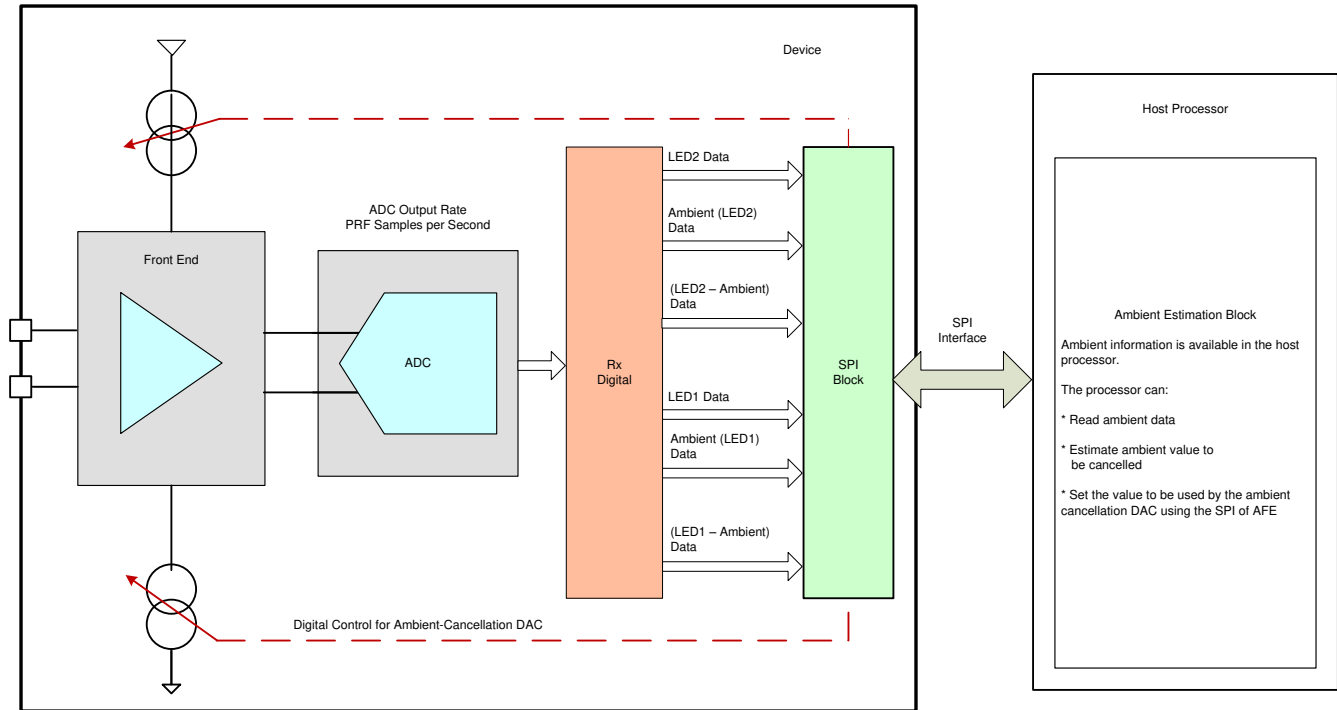 Device
Host Processor
ADC Output Rate
PRF Samples per Second
Front End
ADC
Rx
Digital
LED2 Data
Ambient (LED2)
Data
(LED2 – Ambient)
Data
LED1 Data
Ambient (LED1)
Data
(LED1 – Ambient)
Data
SPI
Block
SPI
Interface
Ambient Estimation Block
Ambient information is available in the host
processor.
The processor can:
* Read ambient data
* Estimate ambient value to
be cancelled
* Set the value to be used by the ambient
cancellation DAC using the SPI of AFE
Digital Control for Ambient-Cancellation DAC